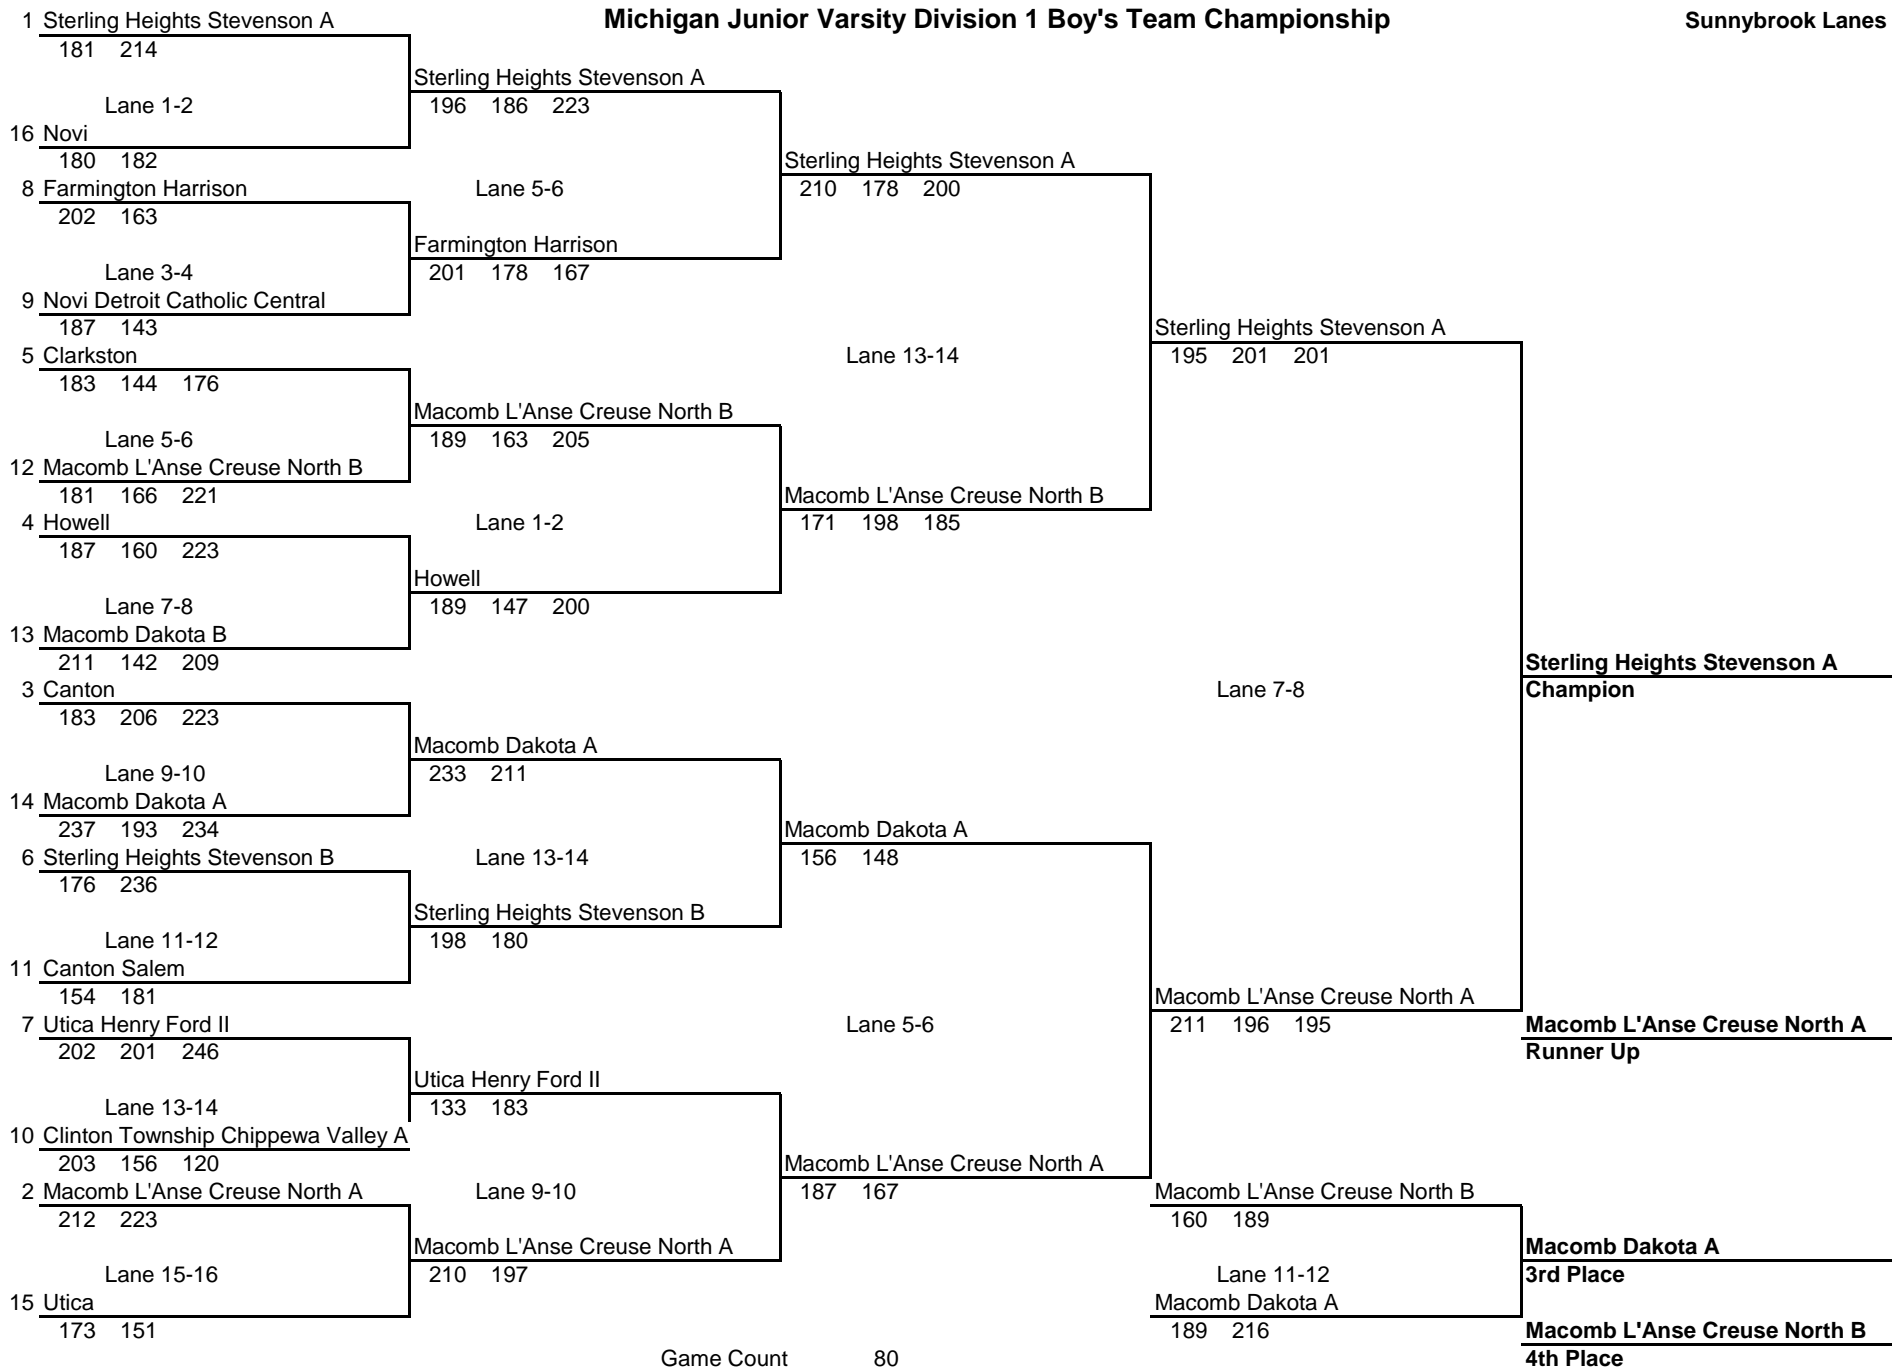 Michigan Junior Varsity Division 1 Boy's Team Championship
Sunnybrook Lanes
1 Sterling Heights Stevenson A
181 214
Lane 1-2
16 Novi
180 182
8 Farmington Harrison
202 163
Lane 3-4
9 Novi Detroit Catholic Central
187 143
5 Clarkston
183 144 176
Lane 5-6
12 Macomb L'Anse Creuse North B
181 166 221
4 Howell
187 160 223
Lane 7-8
13 Macomb Dakota B
211 142 209
3 Canton
183 206 223
Lane 9-10
14 Macomb Dakota A
237 193 234
6 Sterling Heights Stevenson B
176 236
Lane 11-12
11 Canton Salem
154 181
7 Utica Henry Ford II
202 201 246
Lane 13-14
10 Clinton Township Chippewa Valley A
203 156 120
2 Macomb L'Anse Creuse North A
212 223
Lane 15-16
15 Utica
173 151
Sterling Heights Stevenson A
196 186 223
Lane 5-6
Farmington Harrison
201 178 167
Macomb L'Anse Creuse North B
189 163 205
Lane 1-2
Howell
189 147 200
Macomb Dakota A
233 211
Lane 13-14
Sterling Heights Stevenson B
198 180
Utica Henry Ford II
133 183
Lane 9-10
Macomb L'Anse Creuse North A
210 197
Sterling Heights Stevenson A
210 178 200
Lane 13-14
Macomb L'Anse Creuse North B
171 198 185
Macomb Dakota A
156 148
Lane 5-6
Macomb L'Anse Creuse North A
187 167
Sterling Heights Stevenson A
195 201 201
Lane 7-8
Macomb L'Anse Creuse North A
211 196 195
Sterling Heights Stevenson A
Champion
Macomb L'Anse Creuse North A
Runner Up
Macomb L'Anse Creuse North B
160 189
Lane 11-12
Macomb Dakota A
189 216
Macomb Dakota A
3rd Place
Macomb L'Anse Creuse North B
4th Place
Game Count 80